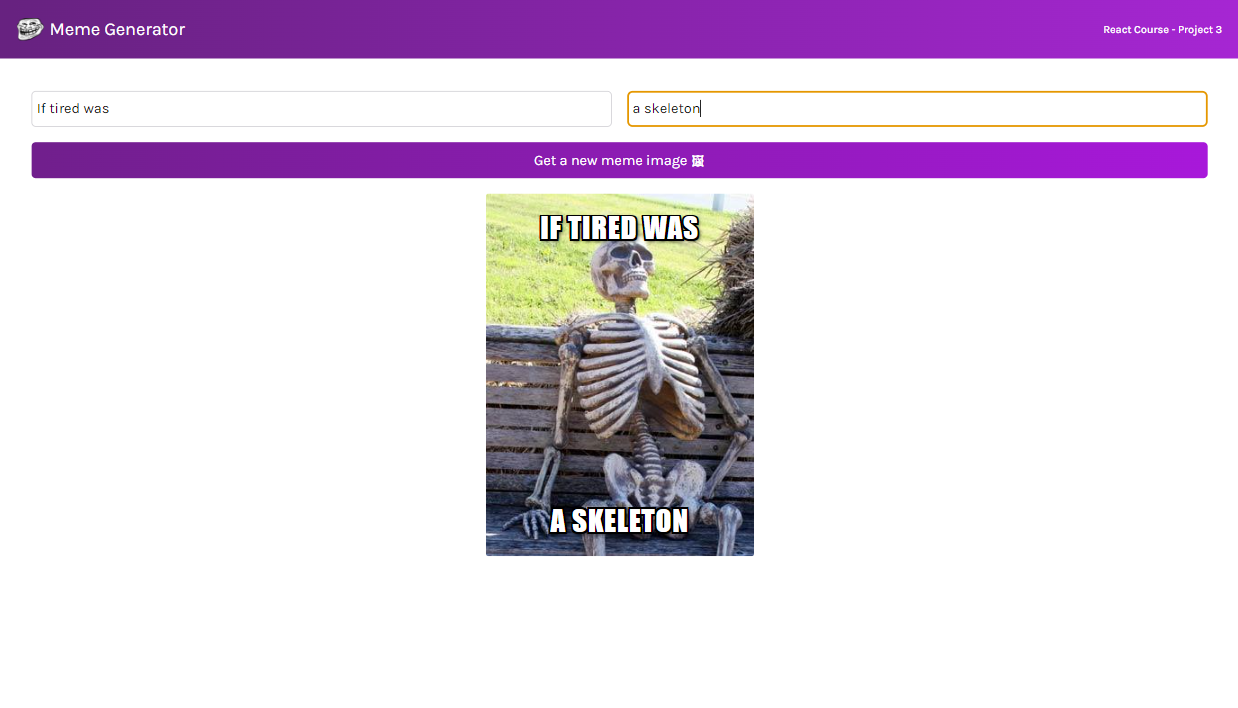 Meme Generator
React Course - Project 3
If tired was
a skeleton
Get a new meme image 🖼
IF TIRED WAS
A SKELETON